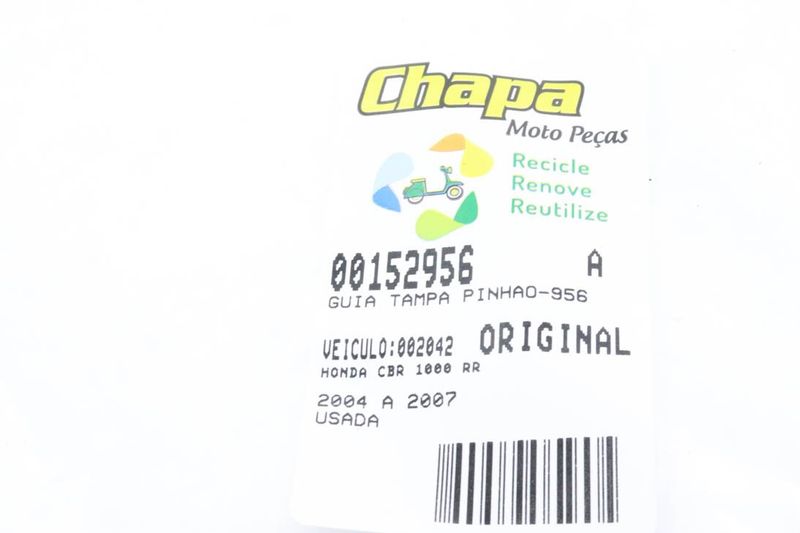 Chapa
Moto Peças
Recicle
Renove
Reutilize
00152956 A
GUIA TAMPA PINHAO-956
VEICULO:002042 ORIGINAL
HONDA CBR 1000 RR
2004 A 2007
USADA